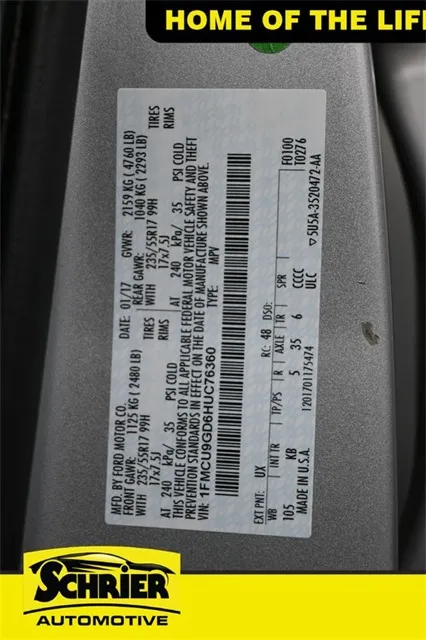 HOME OF THE LIF
MFD. BY FORD MOTOR CO.
DATE: 01/17
GVWR: 2159 KG ( 4760 LB)
FRONT GAWR: 1125 KG ( 2480 LB)
REAR GAWR: 1040 KG ( 2293 LB)
WITH 235/55R17 99H TIRES
WITH 235/55R17 99H TIRES
17x7.5J RIMS
17x7.5J RIMS
AT 240 kPa/ 35 PSI COLD
AT 240 kPa/ 35 PSI COLD
THIS VEHICLE CONFORMS TO ALL APPLICABLE FEDERAL MOTOR VEHICLE SAFETY AND THEFT
PREVENTION STANDARDS IN EFFECT ON THE DATE OF MANUFACTURE SHOWN ABOVE.
VIN: 1FMCU9GD6HUC76360
TYPE: MPV
F0100
T0276
EXT PNT: UX RC: 48 DSO:
WB INT TR TP/PS R AXLE TR SPR
105 KB 5 35 6 CCCC
MADE IN U.S.A. 1201701175474 ULC
▽5U5A-3520472-AA
SCHRIER
AUTOMOTIVE